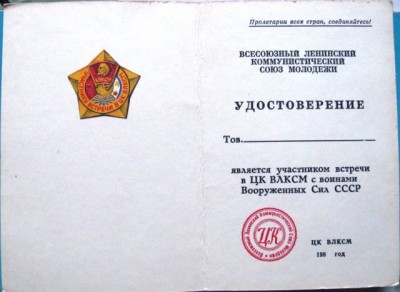 Пролетарии всех стран, соединяйтесь!
ВСЕСОЮЗНЫЙ ЛЕНИНСКИЙ
КОММУНИСТИЧЕСКИЙ
СОЮЗ МОЛОДЕЖИ
УДОСТОВЕРЕНИЕ
Тов.
является участником встречи
в ЦК ВЛКСМ с воинами
Вооруженных Сил СССР
ЦК
ЦК ВЛКСМ
198 год